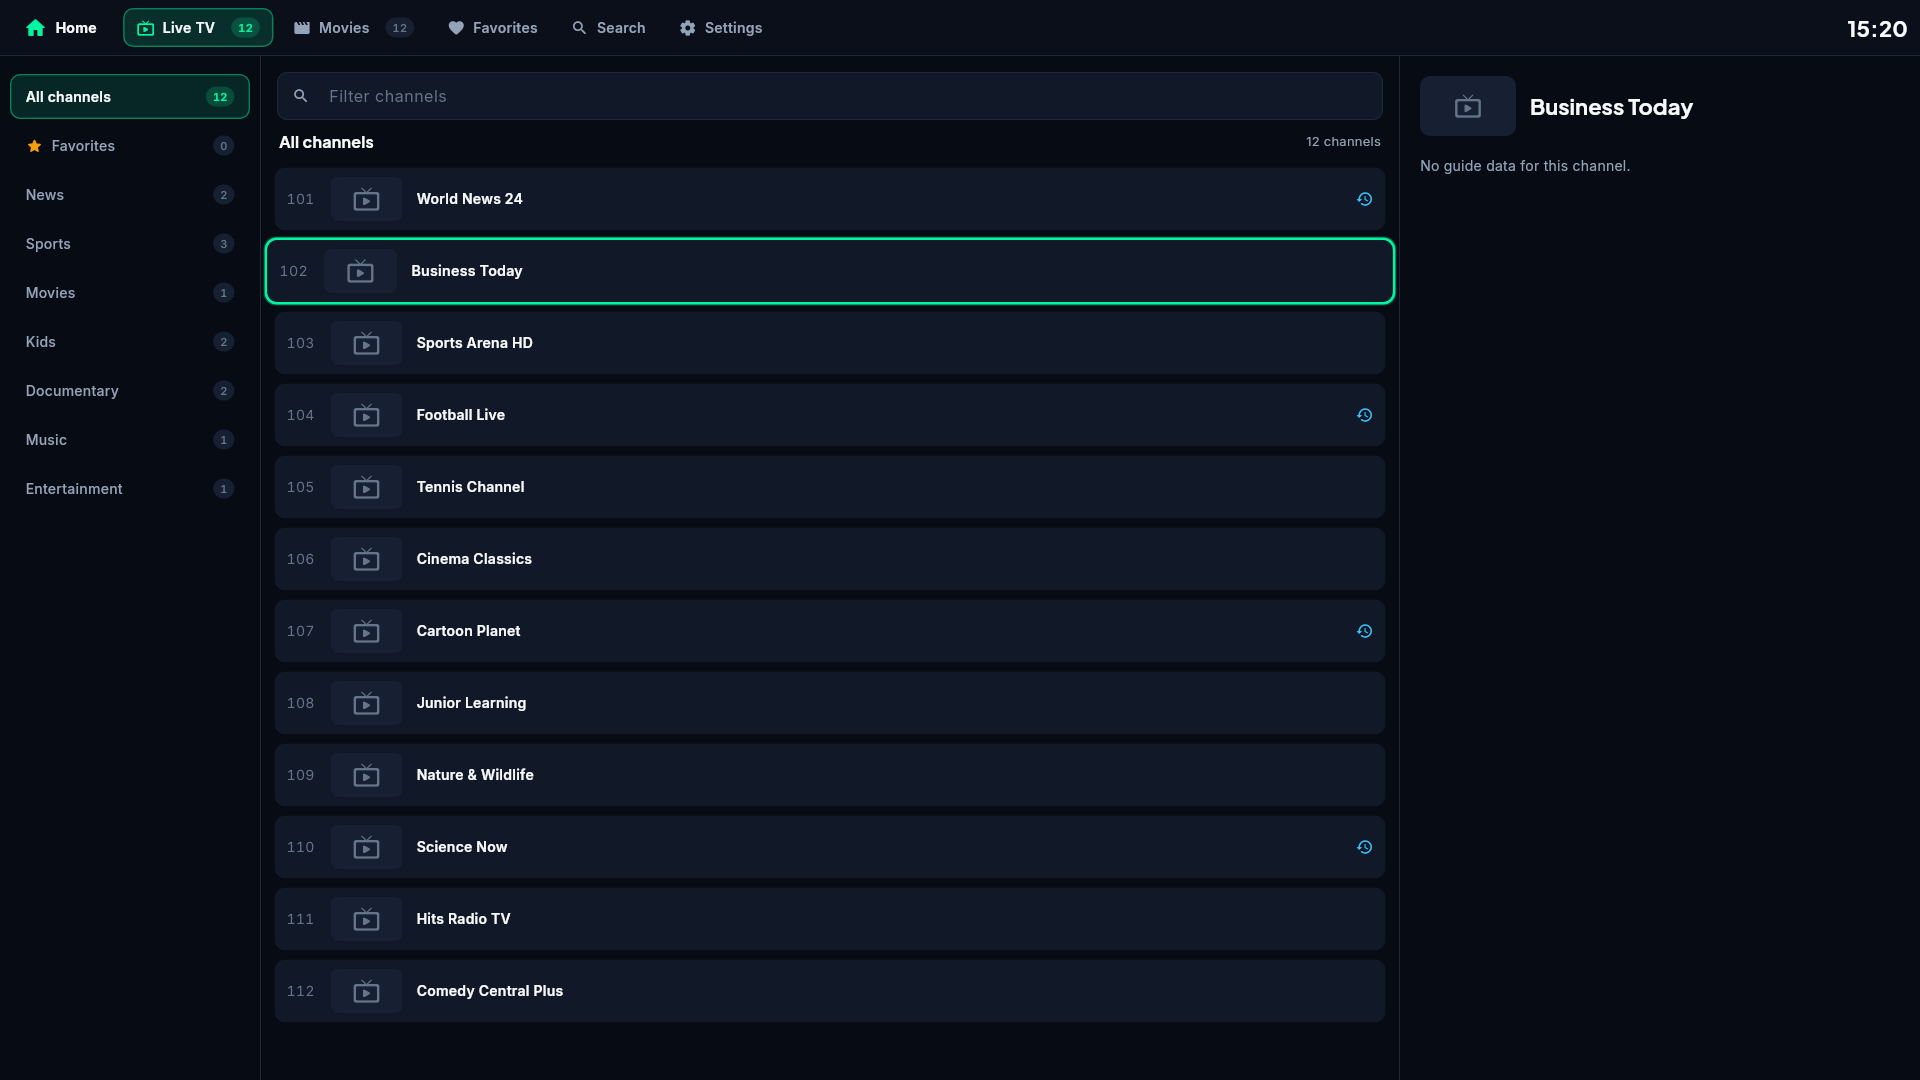 Home
Live TV 12
Movies 12
Favorites
Search
Settings
15:20
All channels 12
Favorites 0
News 2
Sports 3
Movies 1
Kids 2
Documentary 2
Music 1
Entertainment 1
Filter channels
All channels
12 channels
101 World News 24
102 Business Today
103 Sports Arena HD
104 Football Live
105 Tennis Channel
106 Cinema Classics
107 Cartoon Planet
108 Junior Learning
109 Nature & Wildlife
110 Science Now
111 Hits Radio TV
112 Comedy Central Plus
Business Today
No guide data for this channel.